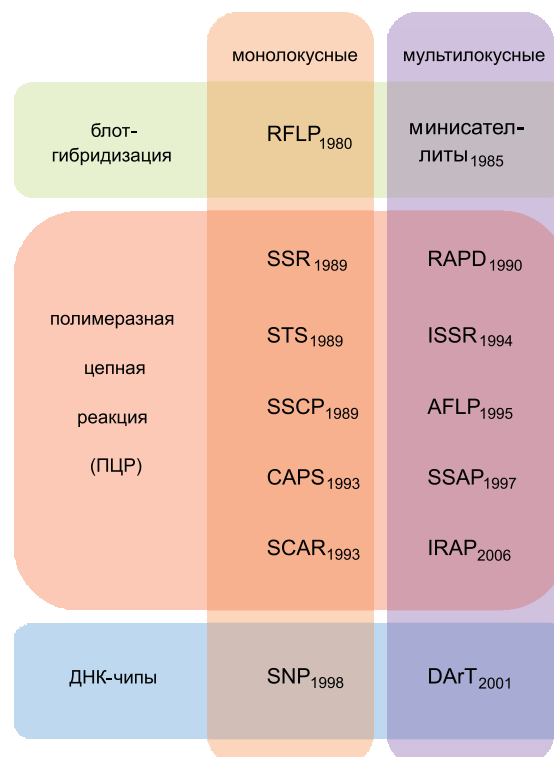 монолокусные мультилокусные
блот-
гибридизация
RFLP1980
минисател-
литы1985
полимеразная
цепная
реакция
(ПЦР)
SSR1989 RAPD1990
STS1989 ISSR1994
SSCP1989 AFLP1995
CAPS1993 SSAP1997
SCAR1993 IRAP2006
ДНК-чипы SNP1998 DArT2001